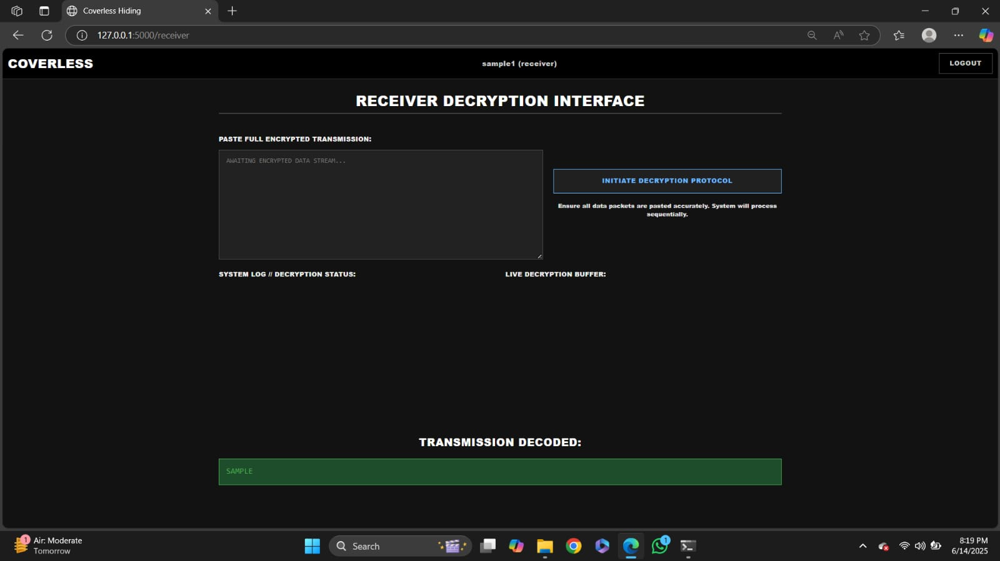 Coverless Hiding
127.0.0.1:5000/receiver
COVERLESS
sample1 (receiver)
LOGOUT
RECEIVER DECRYPTION INTERFACE
PASTE FULL ENCRYPTED TRANSMISSION:
AWAITING ENCRYPTED DATA STREAM...
INITIATE DECRYPTION PROTOCOL
Ensure all data packets are pasted accurately. System will process
sequentially.
SYSTEM LOG // DECRYPTION STATUS:
LIVE DECRYPTION BUFFER:
TRANSMISSION DECODED:
SAMPLE
1
Air: Moderate
Tomorrow
Search
1
8:19 PM
6/14/2025